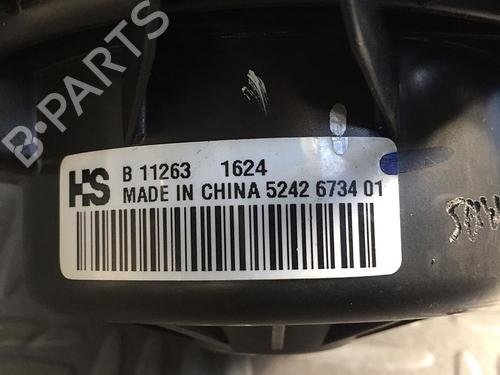 B-PARTS
HS B 11263 1624
MADE IN CHINA 5242 6734 01